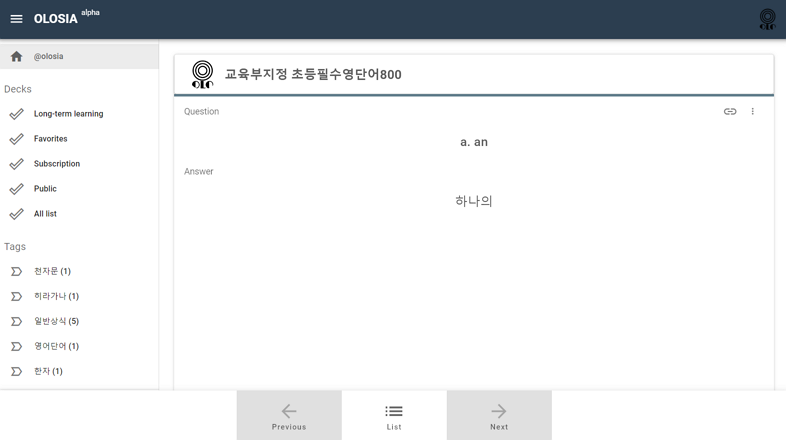 OLOSIA alpha
@olosia
Decks
Long-term learning
Favorites
Subscription
Public
All list
Tags
천자문 (1)
히라가나 (1)
일반상식 (5)
영어단어 (1)
한자 (1)
OLO 교육부지정 초등필수영단어800
Question
a. an
Answer
하나의
Previous
List
Next